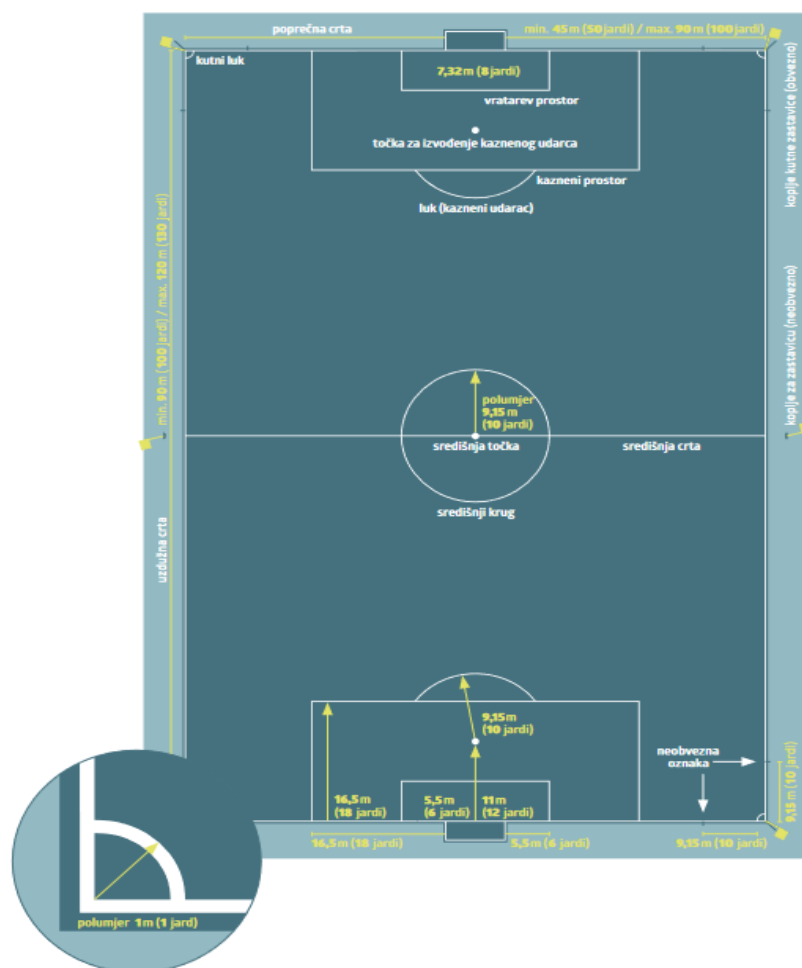 poprečna crta
min. 45 m (50 jardi) / max. 90 m (100 jardi)
kutni luk
7,32 m (8 jardi)
vratarev prostor
točka za izvođenje kaznenog udarca
kazneni prostor
luk (kazneni udarac)
koplje kutne zastavice (obvezno)
min. 90 m (100 jardi) / max. 120 m (130 jardi)
koplje za zastavicu (neobvezno)
polumjer
9,15 m
(10 jardi)
središnja točka
središnja crta
središnji krug
uzdužna crta
9,15 m
(10 jardi)
neobvezna
oznaka
16,5 m
(18 jardi)
5,5 m
(6 jardi)
11 m
(12 jardi)
9,15 m (10 jardi)
16,5 m (18 jardi)
5,5 m (6 jardi)
9,15 m (10 jardi)
polumjer 1 m (1 jard)